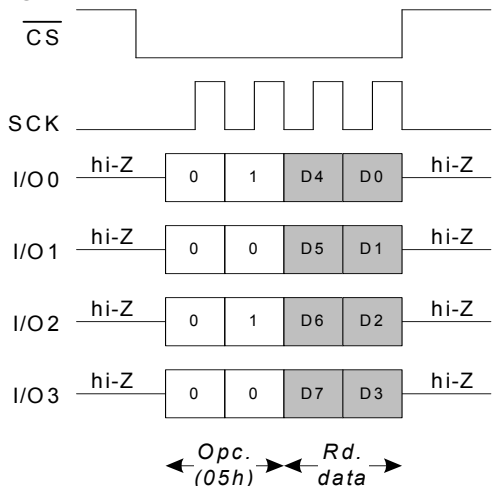 CS
SCK
hi-Z 0 1 D4 D0 hi-Z
I/O0
hi-Z 0 0 D5 D1 hi-Z
I/O1
hi-Z 0 1 D6 D2 hi-Z
I/O2
hi-Z 0 0 D7 D3 hi-Z
I/O3
Opc. Rd.
(05h) data